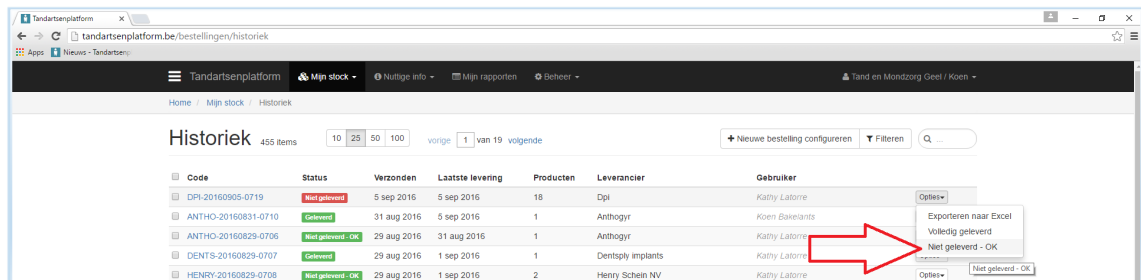 Tandartsenplatform
tandartsenplatform.be/bestellingen/historiek
Apps Nieuws - Tandartsenp
Tandartsenplatform Mijn stock Nuttige info Mijn rapporten Beheer Tand en Mondzorg Geel / Koen
Home / Mijn stock / Historiek
Historiek 455 items 10 25 50 100 vorige 1 van 19 volgende + Nieuwe bestelling configureren Filteren ...
Code Status Verzonden Laatste levering Producten Leverancier Gebruiker
DPI-20160905-0719 Niet geleverd 5 sep 2016 5 sep 2016 18 Dpi Kathy Latorre Opties
ANTHO-20160831-0710 Geleverd 31 aug 2016 5 sep 2016 1 Anthogyr Koen Bakelants Exporteren naar Excel
Volledig geleverd
ANTHO-20160829-0706 Niet geleverd - OK 29 aug 2016 31 aug 2016 1 Anthogyr Kathy Latorre
Niet geleverd - OK
DENTS-20160829-0707 Geleverd 29 aug 2016 1 sep 2016 1 Dentsply implants Kathy Latorre
Niet geleverd - OK
HENRY-20160829-0708 Niet geleverd - OK 29 aug 2016 1 sep 2016 2 Henry Schein NV Kathy Latorre Opties